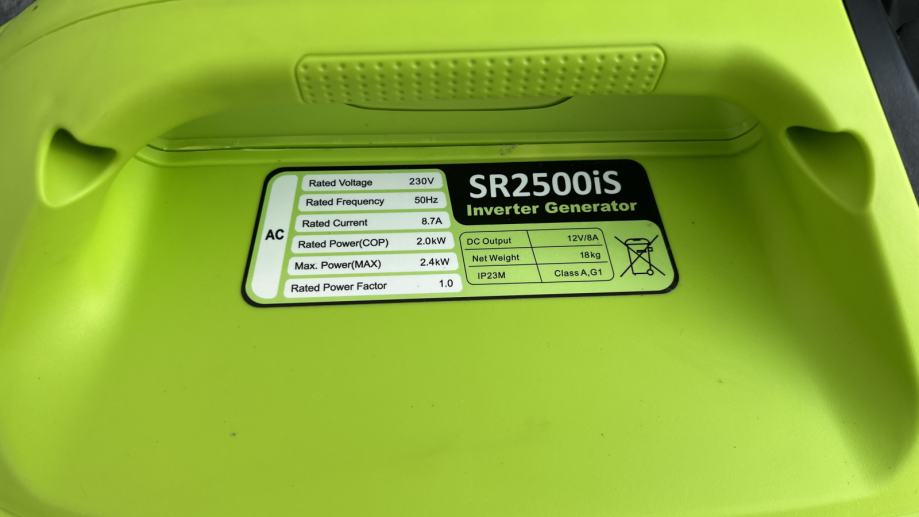 SR2500iS
Inverter Generator
AC
Rated Voltage 230V
Rated Frequency 50Hz
Rated Current 8.7A
Rated Power(COP) 2.0kW
Max. Power(MAX) 2.4kW
Rated Power Factor 1.0
DC Output 12V/8A
Net Weight 18kg
IP23M Class A,G1